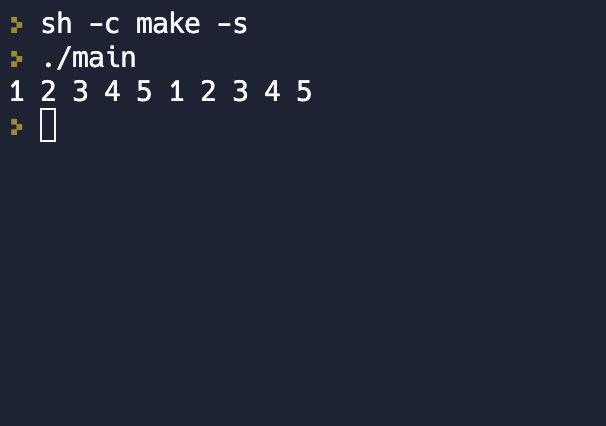 > sh -c make -s
> ./main
1 2 3 4 5 1 2 3 4 5
>